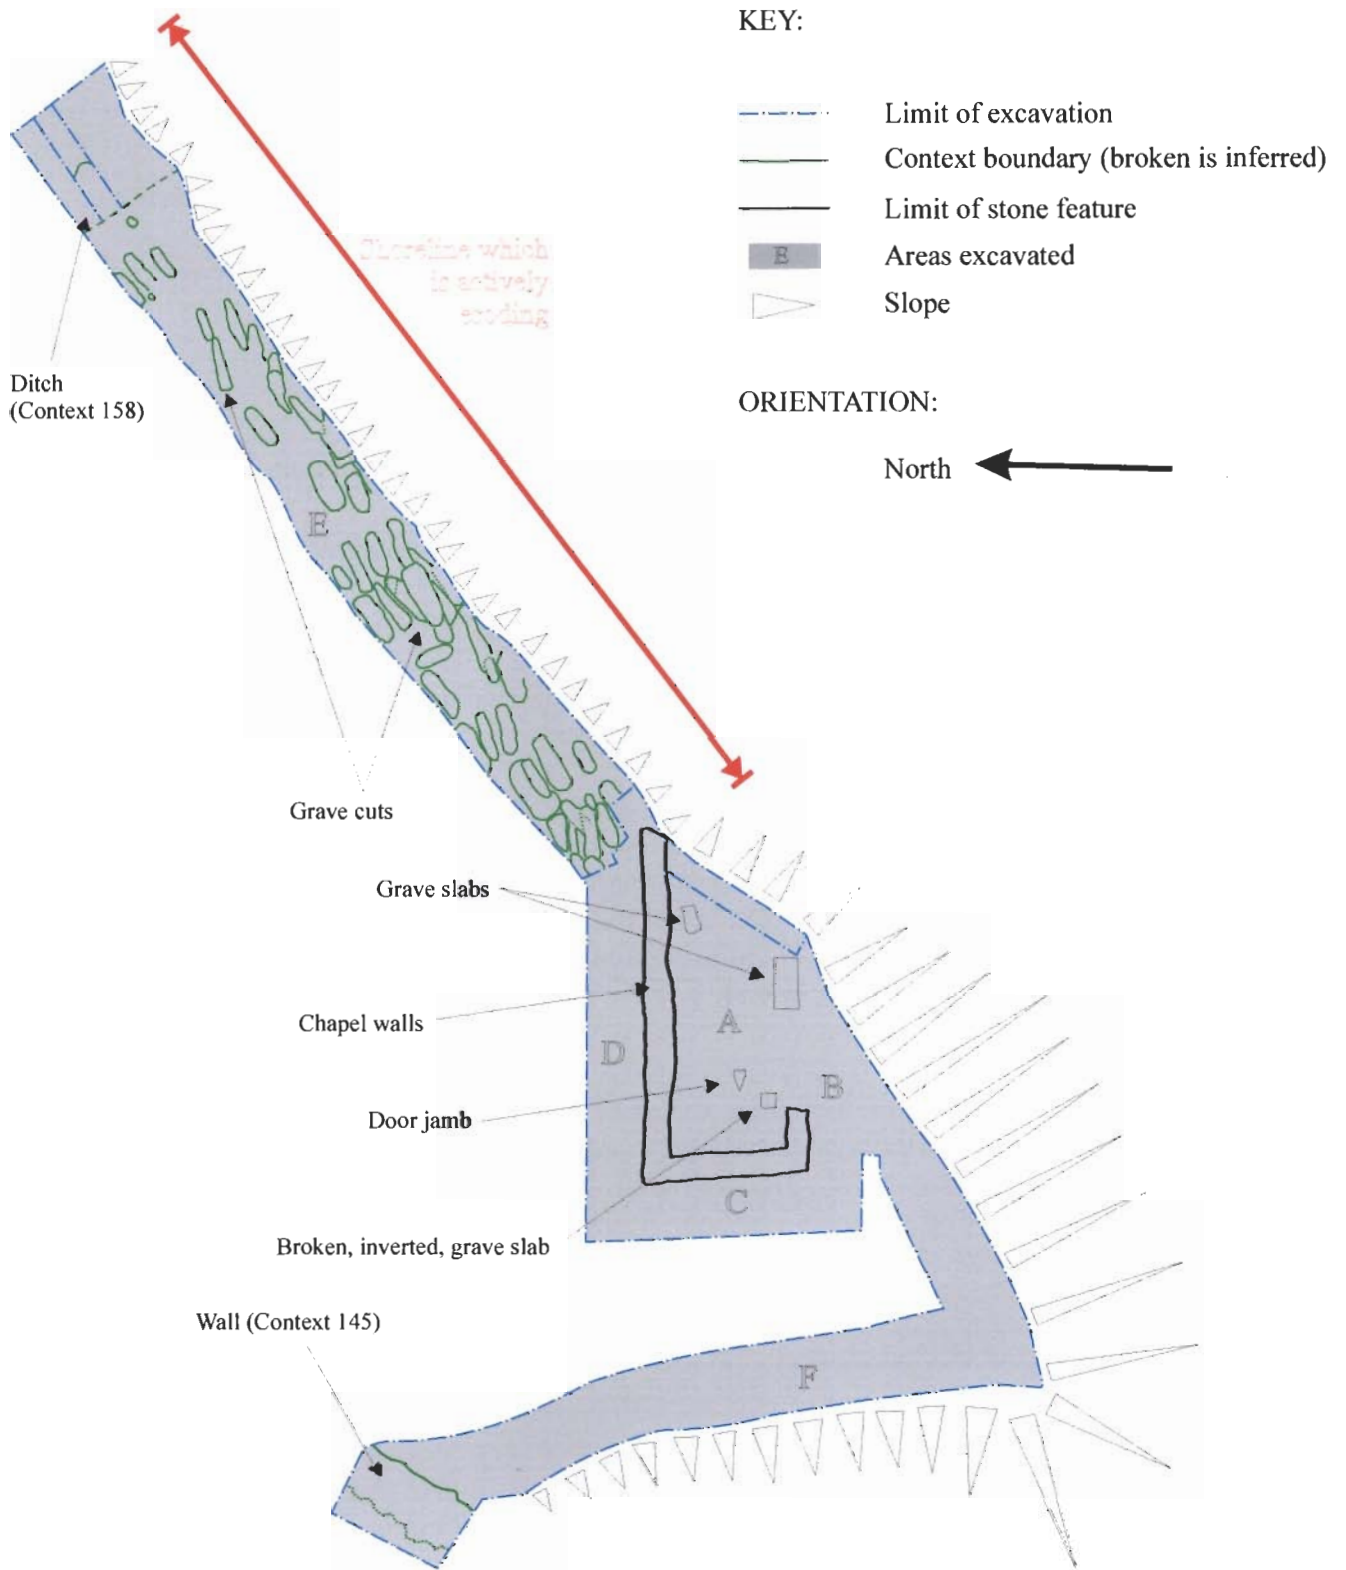 KEY:
Limit of excavation
Context boundary (broken is inferred)
Limit of stone feature
E
Areas excavated
Slope
ORIENTATION:
North
Shoreline which
is actively
eroding
Ditch
(Context 158)
E
Grave cuts
Grave slabs
Chapel walls
A
D
B
Door jamb
C
Broken, inverted, grave slab
Wall (Context 145)
F